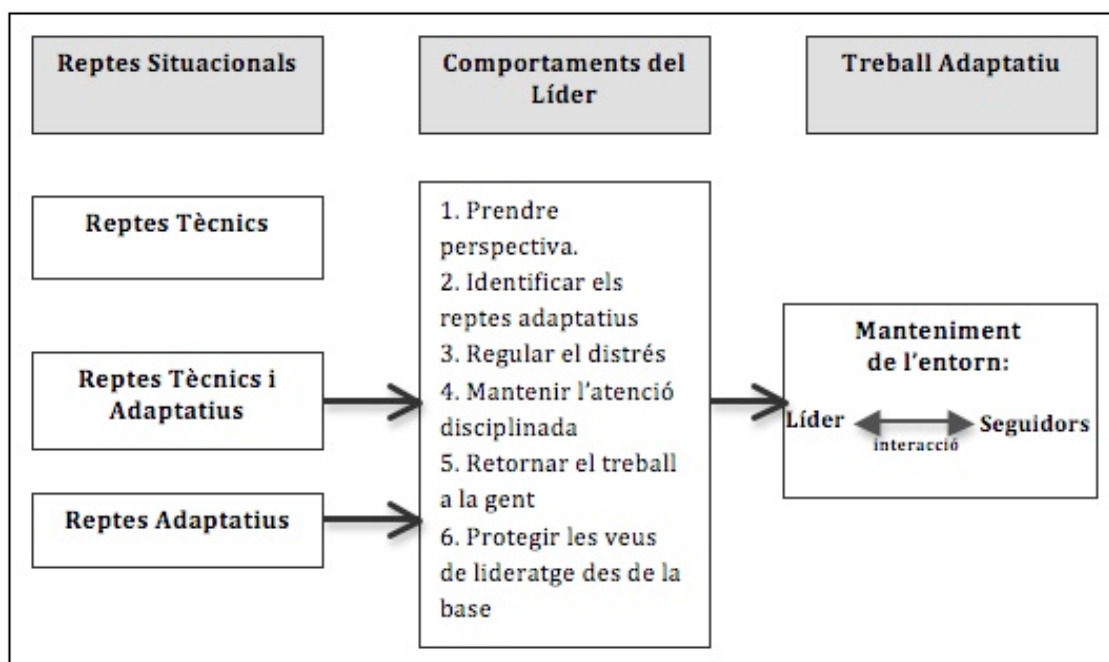 Reptes Situacionals
Comportaments del
Líder
Treball Adaptatiu
Reptes Tècnics
Reptes Tècnics i
Adaptatius
Reptes Adaptatius
1. Prendre
perspectiva.
2. Identificar els
reptes adaptatius
3. Regular el distrés
4. Mantenir l’atenció
disciplinada
5. Retornar el treball
a la gent
6. Protegir les veus
de lideratge des de la
base
Manteniment
de l’entorn:
Líder
Seguidors
interacció